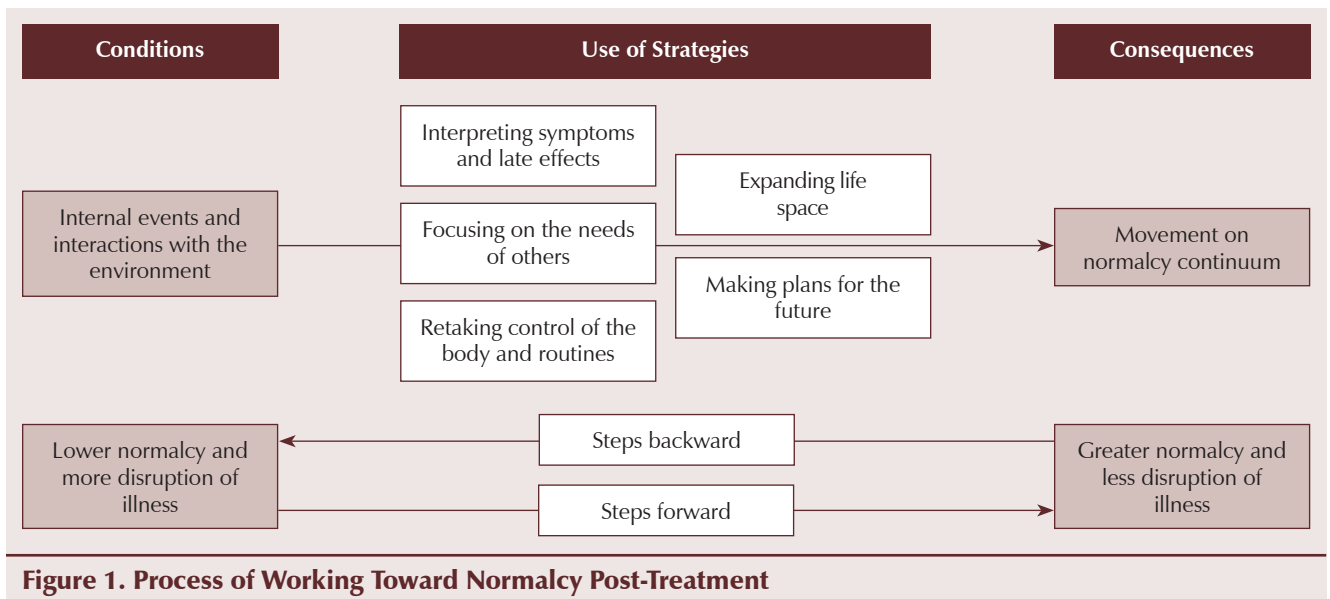 Conditions
Use of Strategies
Consequences
Interpreting symptoms
and late effects
Expanding life
space
Internal events and
interactions with the
environment
Focusing on the needs
of others
Movement on
normalcy continuum
Making plans for the
future
Retaking control of the
body and routines
Lower normalcy and
more disruption of
illness
Steps backward
Steps forward
Greater normalcy and
less disruption of
illness
Figure 1. Process of Working Toward Normalcy Post-Treatment